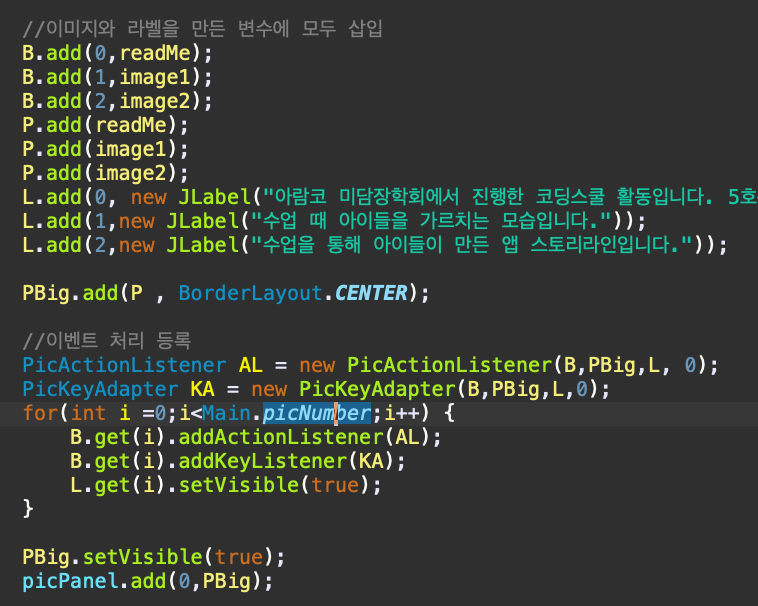 //이미지와 라벨을 만든 변수에 모두 삽입
B.add(0,readMe);
B.add(1,image1);
B.add(2,image2);
P.add(readMe);
P.add(image1);
P.add(image2);
L.add(0, new JLabel("아람코 미담장학회에서 진행한 코딩스쿨 활동입니다. 5호
L.add(1,new JLabel("수업 때 아이들을 가르치는 모습입니다."));
L.add(2,new JLabel("수업을 통해 아이들이 만든 앱 스토리라인입니다."));
PBig.add(P , BorderLayout.CENTER);
//이벤트 처리 등록
PicActionListener AL = new PicActionListener(B,PBig,L, 0);
PicKeyAdapter KA = new PicKeyAdapter(B,PBig,L,0);
for(int i =0;i<Main.picNumber;i++) {
B.get(i).addActionListener(AL);
B.get(i).addKeyListener(KA);
L.get(i).setVisible(true);
}
PBig.setVisible(true);
picPanel.add(0,PBig);